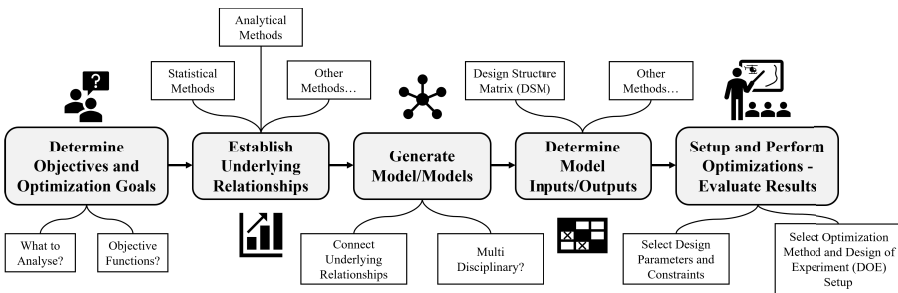 Analytical
Methods
Statistical
Methods
Other
Methods…
Design Structure
Matrix (DSM)
Other
Methods…
?
Determine
Objectives and
Optimization Goals
Establish
Underlying
Relationships
Generate
Model/Models
Determine
Model
Inputs/Outputs
Setup and Perform
Optimizations -
Evaluate Results
What to
Analyse?
Objective
Functions?
Connect
Underlying
Relationships
Multi
Disciplinary?
Select Design
Parameters and
Constraints
Select Optimization
Method and Design of
Experiment (DOE)
Setup